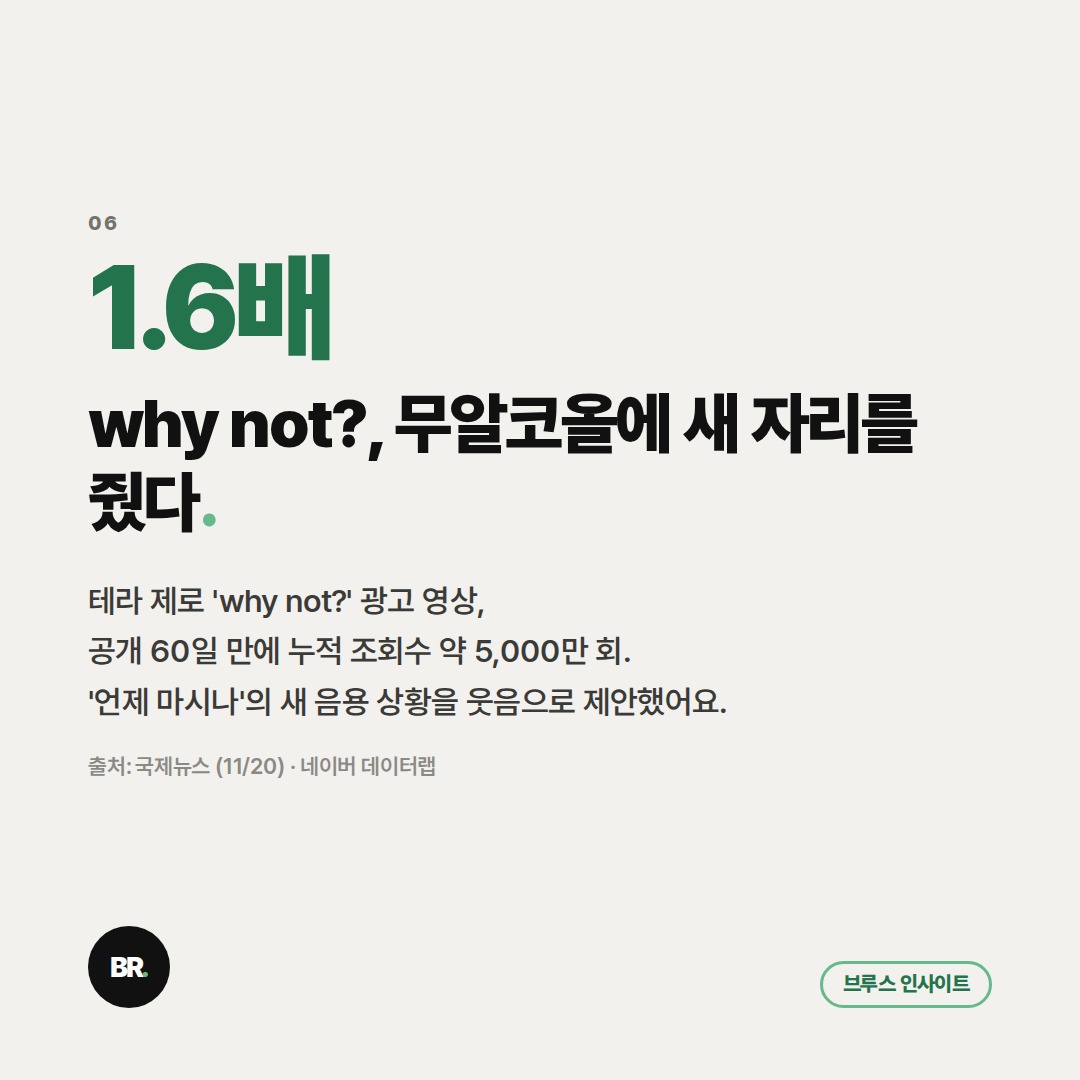 06
1.6배
why not?, 무알코올에 새 자리를
줬다.
테라 제로 'why not?' 광고 영상,
공개 60일 만에 누적 조회수 약 5,000만 회.
'언제 마시나'의 새 음용 상황을 웃음으로 제안했어요.
출처: 국제뉴스 (11/20) · 네이버 데이터랩
BR.
브루스 인사이트